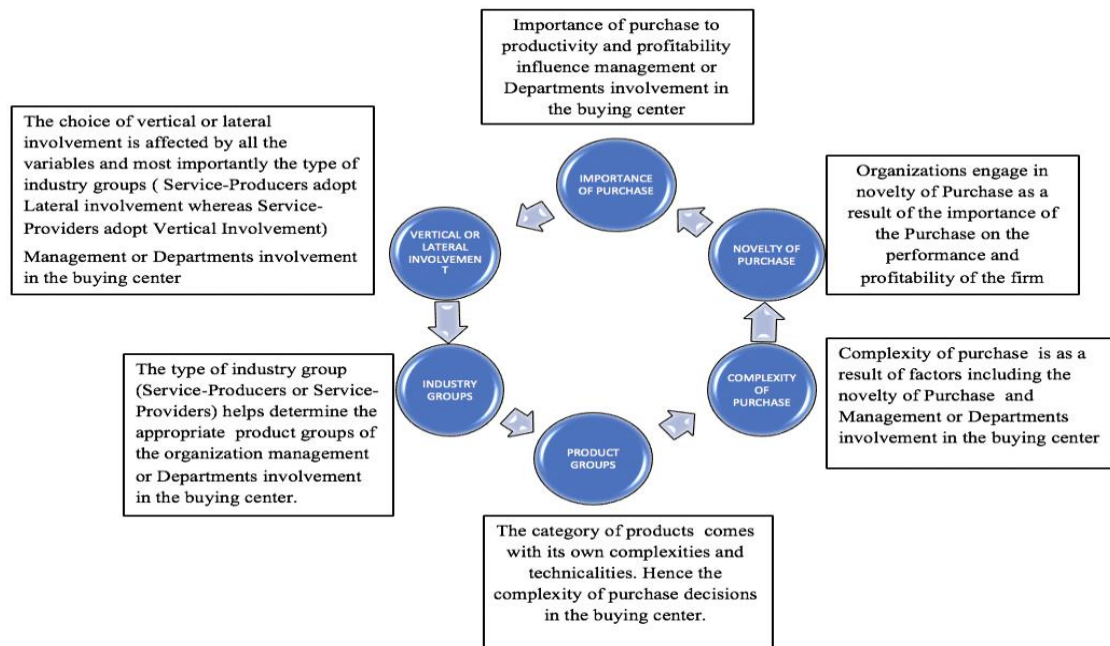 Importance of purchase to
productivity and profitability
influence management or
Departments involvement in
the buying center
The choice of vertical or lateral
involvement is affected by all the
variables and most importantly the type of
industry groups ( Service-Producers adopt
Lateral involvement whereas Service-
Providers adopt Vertical Involvement)
Management or Departments involvement
in the buying center
IMPORTANCE
OF PURCHASE
Organizations engage in
novelty of Purchase as a
result of the importance of
the Purchase on the
performance and
profitability of the firm
VERTICAL OR
LATERAL
INVOLVEMEN
T
NOVELTY OF
PURCHASE
The type of industry group
(Service-Producers or Service-
Providers) helps determine the
appropriate product groups of
the organization management
or Departments involvement
in the buying center.
INDUSTRY
GROUPS
COMPLEXITY
OF
PURCHASE
Complexity of purchase is as a
result of factors including the
novelty of Purchase and
Management or Departments
involvement in the buying center
PRODUCT
GROUPS
The category of products comes
with its own complexities and
technicalities. Hence the
complexity of purchase decisions
in the buying center.